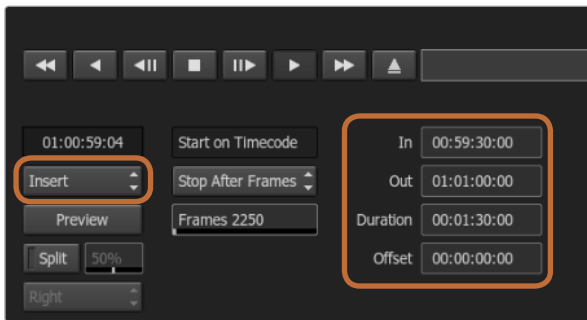 01:00:59:04 Start on Timecode In 00:59:30:00
Insert Stop After Frames Out 01:01:00:00
Preview Frames 2250 Duration 00:01:30:00
Split 50% Offset 00:00:00:00
Right